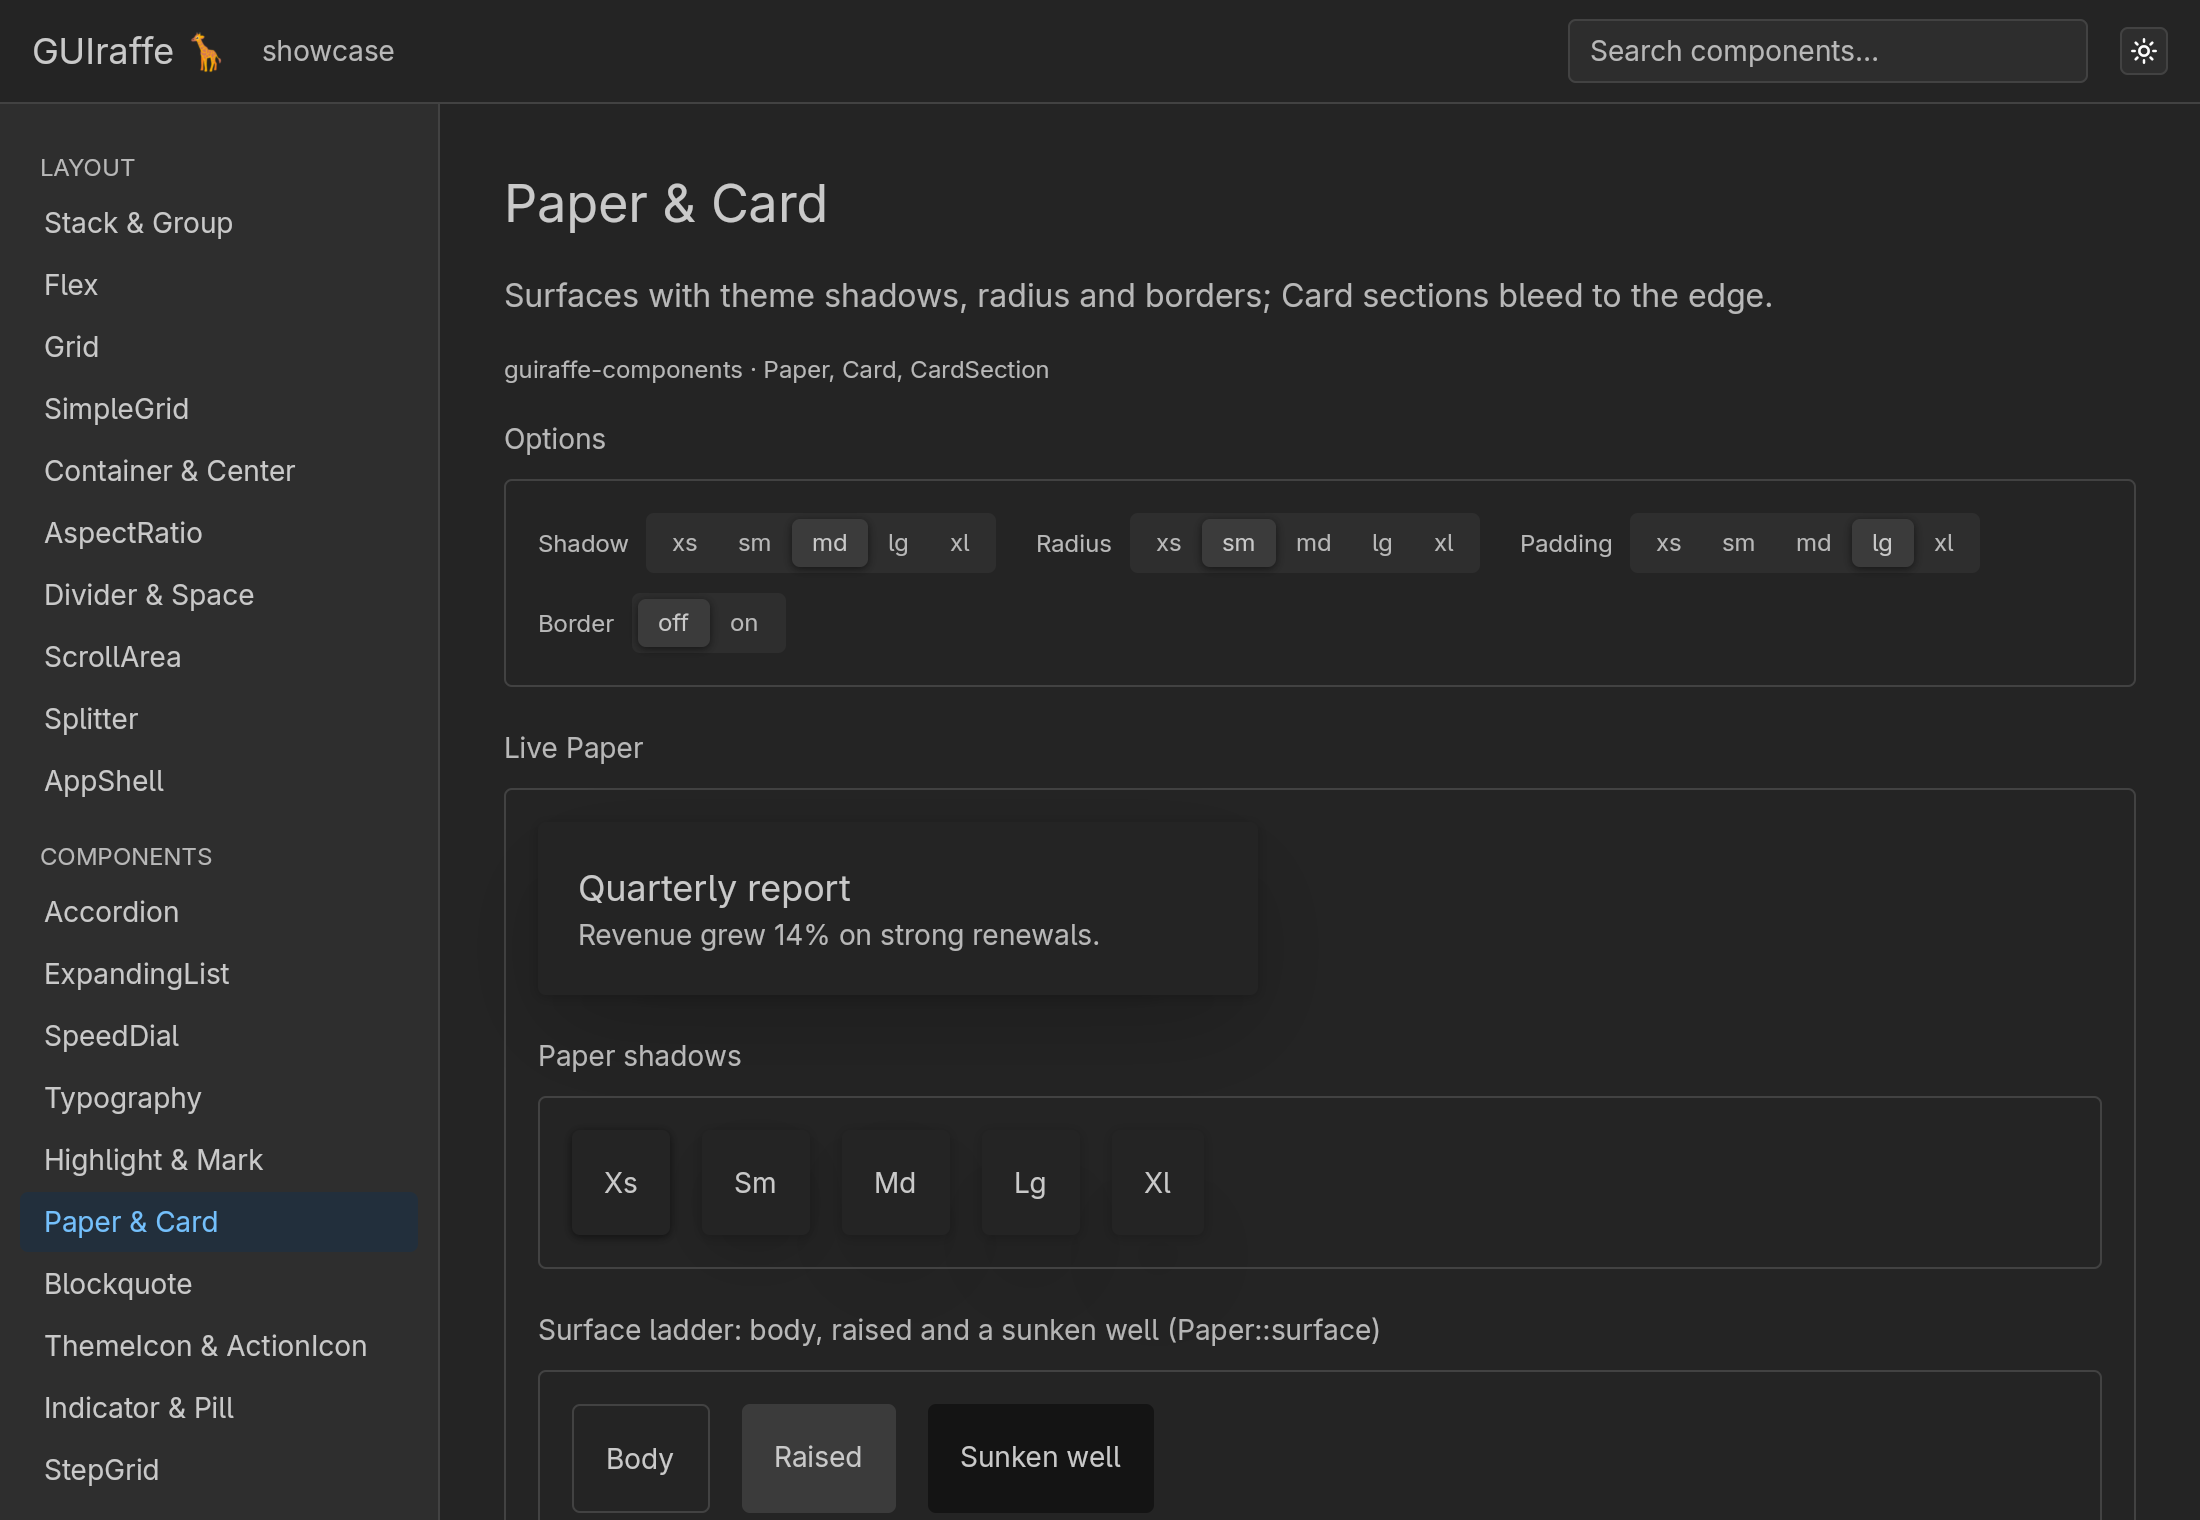 GUIraffe 🦒 showcase
Search components...
LAYOUT
Stack & Group
Flex
Grid
SimpleGrid
Container & Center
AspectRatio
Divider & Space
ScrollArea
Splitter
AppShell
COMPONENTS
Accordion
ExpandingList
SpeedDial
Typography
Highlight & Mark
Paper & Card
Blockquote
ThemeIcon & ActionIcon
Indicator & Pill
StepGrid
Paper & Card
Surfaces with theme shadows, radius and borders; Card sections bleed to the edge.
guiraffe-components · Paper, Card, CardSection
Options
Shadow xs sm md lg xl Radius xs sm md lg xl Padding xs sm md lg xl
Border off on
Live Paper
Quarterly report
Revenue grew 14% on strong renewals.
Paper shadows
Xs Sm Md Lg Xl
Surface ladder: body, raised and a sunken well (Paper::surface)
Body Raised Sunken well